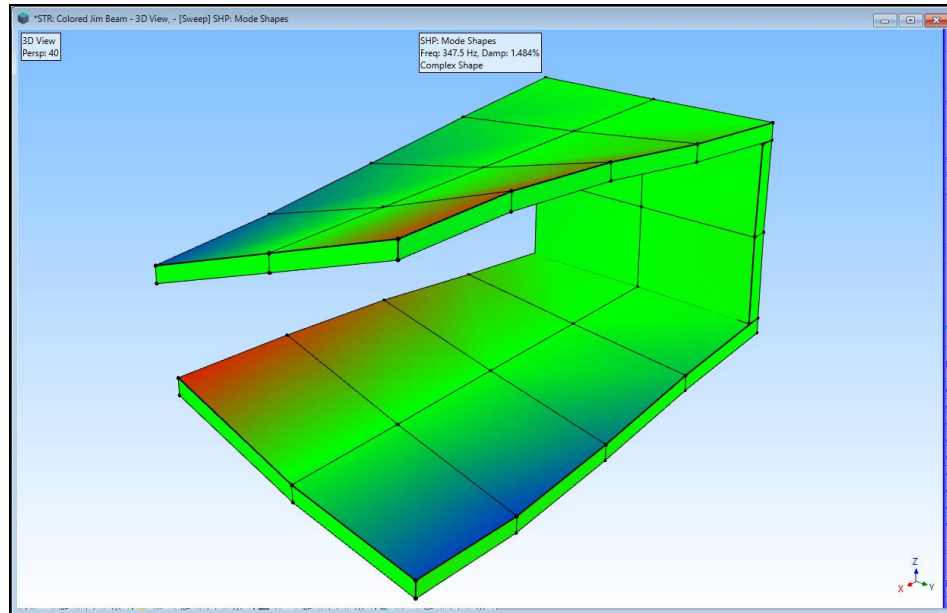 *STR: Colored Jim Beam - 3D View, - [Sweep] SHP: Mode Shapes
3D View
Persp: 40
SHP: Mode Shapes
Freq: 347.5 Hz, Damp: 1.484%
Complex Shape
Z
X
Y